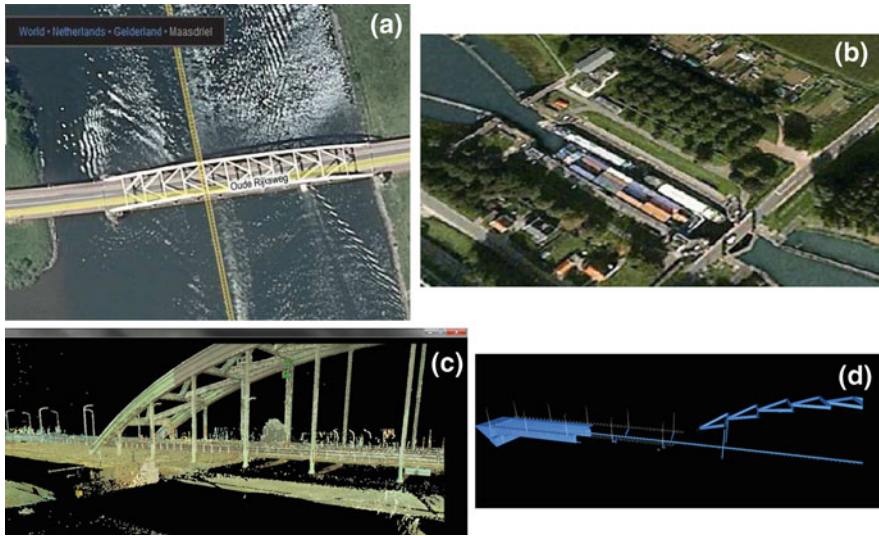 (a)
World • Netherlands • Gelderland • Maasdriel
Oude Rijksweg
(b)
(c)
(d)